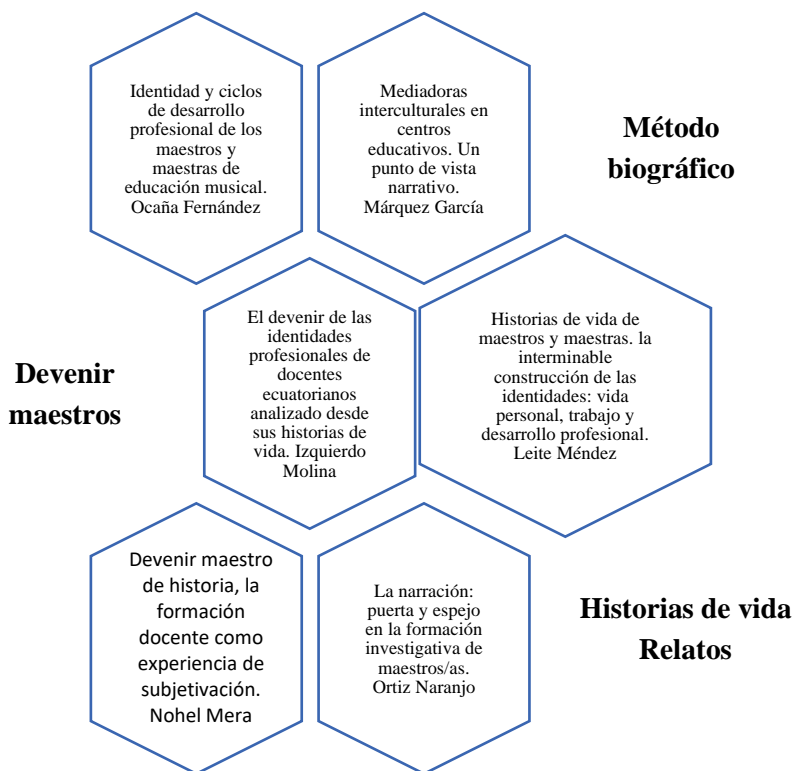 Identidad y ciclos
de desarrollo
profesional de los
maestros y
maestras de
educación musical.
Ocaña Fernández
Mediadoras
interculturales en
centros
educativos. Un
punto de vista
narrativo.
Márquez García
Método
biográfico
Devenir
maestros
El devenir de las
identidades
profesionales de
docentes
ecuatorianos
analizado desde
sus historias de
vida. Izquierdo
Molina
Historias de vida de
maestros y maestras. la
interminable
construcción de las
identidades: vida
personal, trabajo y
desarrollo profesional.
Leite Méndez
Devenir maestro
de historia, la
formación
docente como
experiencia de
subjetivación.
Nohel Mera
La narración:
puerta y espejo
en la formación
investigativa de
maestros/as.
Ortiz Naranjo
Historias de vida
Relatos